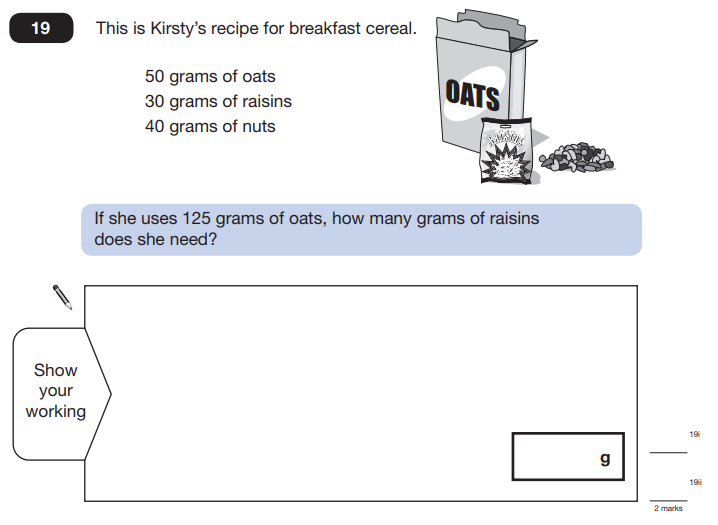 19
This is Kirsty’s recipe for breakfast cereal.
50 grams of oats
30 grams of raisins
40 grams of nuts
OATS
RAISINS
If she uses 125 grams of oats, how many grams of raisins
does she need?
Show
your
working
g
19i
19ii
2 marks